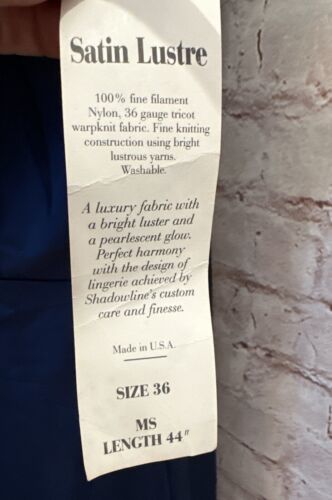 Satin Lustre
100% fine filament
Nylon, 36 gauge tricot
warpknit fabric. Fine knitting
construction using bright
lustrous yarns.
Washable.
A luxury fabric with
a bright luster and
a pearlescent glow.
Perfect harmony
with the design of
lingerie achieved by
Shadowline's custom
care and finesse.
Made in U.S.A.
SIZE 36
MS
LENGTH 44"